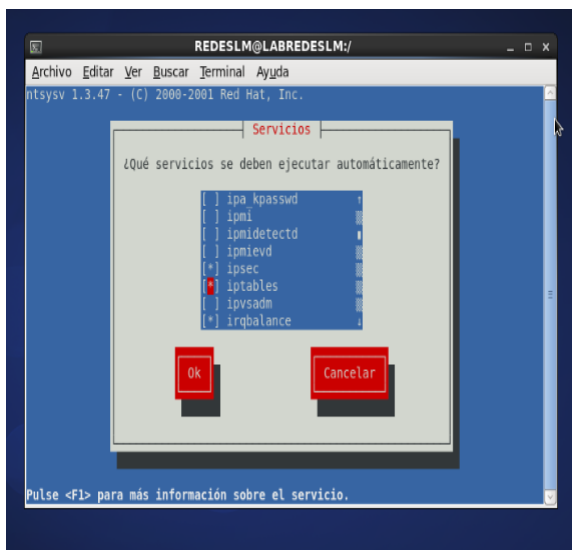 REDESLM@LABREDESLM:/
Archivo Editar Ver Buscar Terminal Ayuda
ntsysv 1.3.47 - (C) 2000-2001 Red Hat, Inc.
Servicios
¿Qué servicios se deben ejecutar automáticamente?
[ ] ipa_kpasswd
[ ] ipmi
[ ] ipmidetectd
[ ] ipmievd
[*] ipsec
[*] iptables
[ ] ipvsadm
[*] irqbalance
Ok Cancelar
Pulse <F1> para más información sobre el servicio.